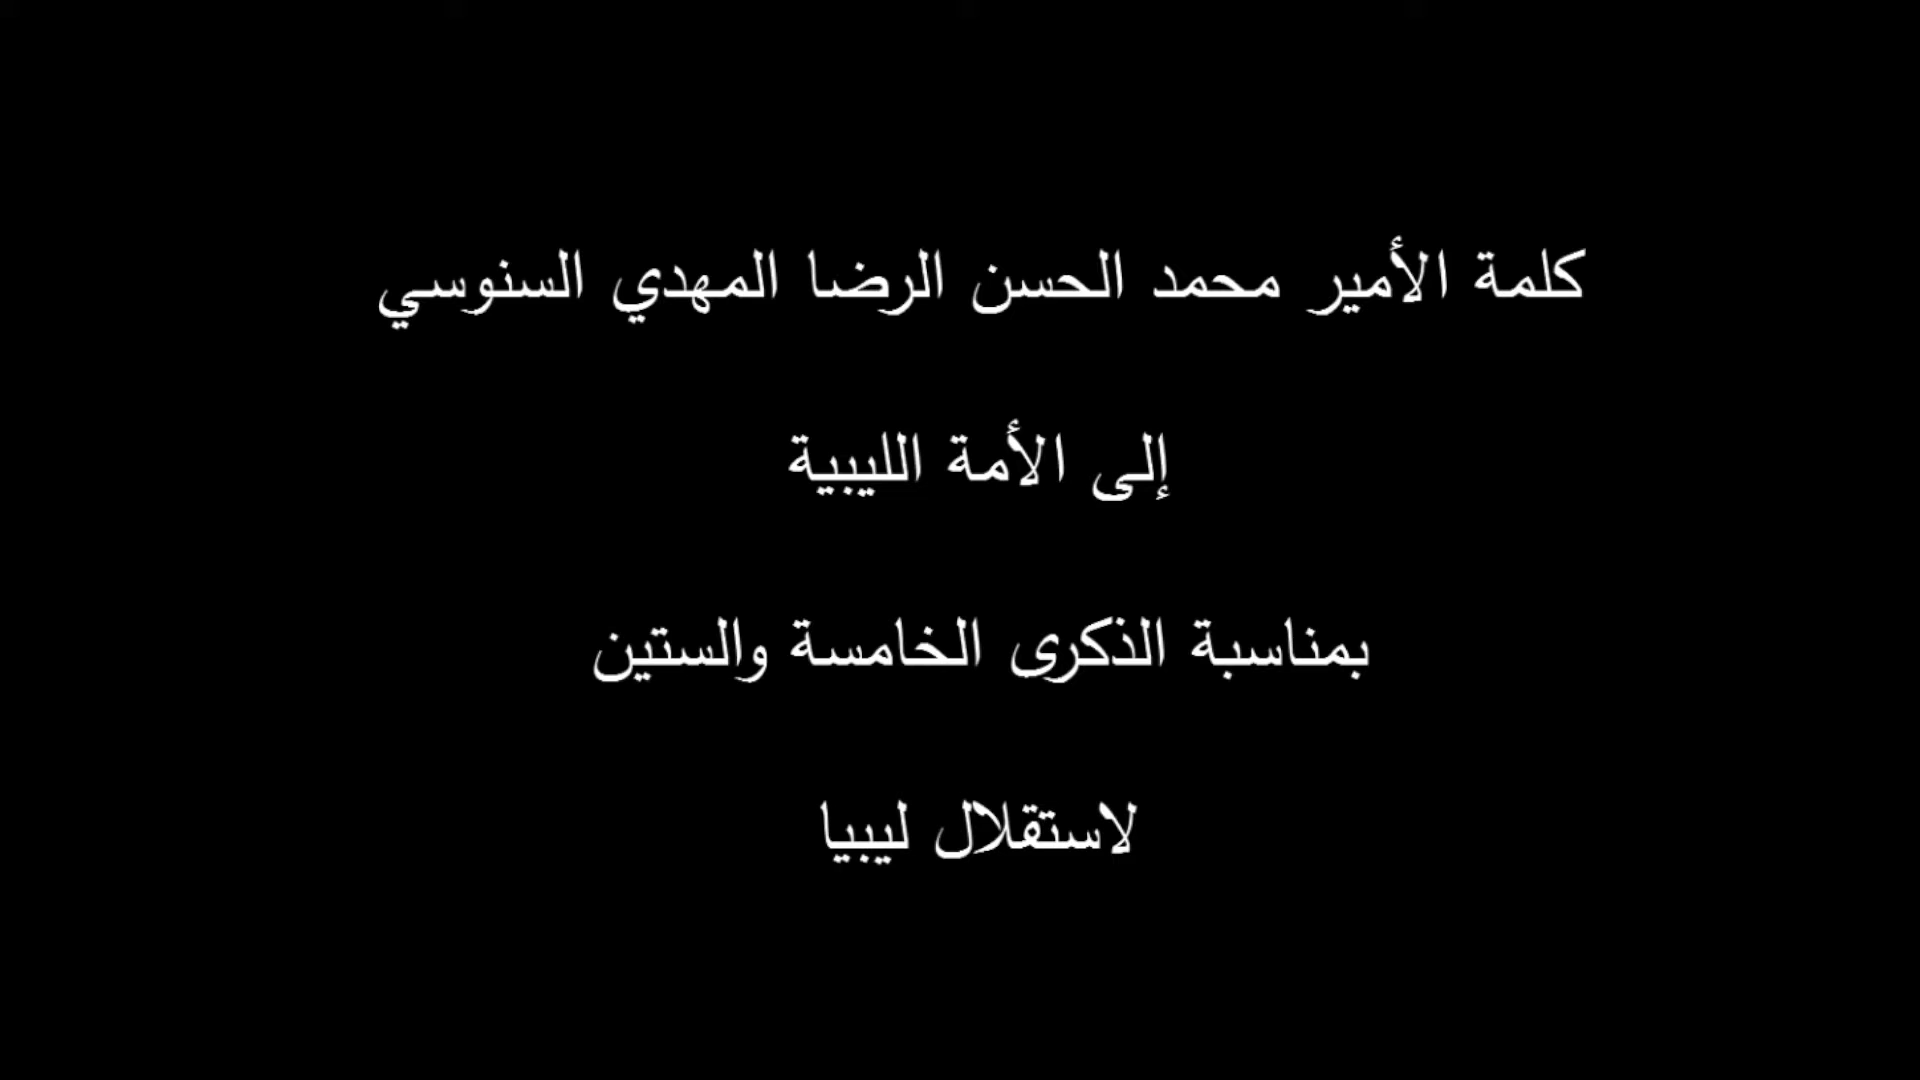 كلمة الأمير محمد الحسن الرضا المهدي السنوسي
إلى الأمة الليبية
بمناسبة الذكرى الخامسة والستين
لاستقلال ليبيا